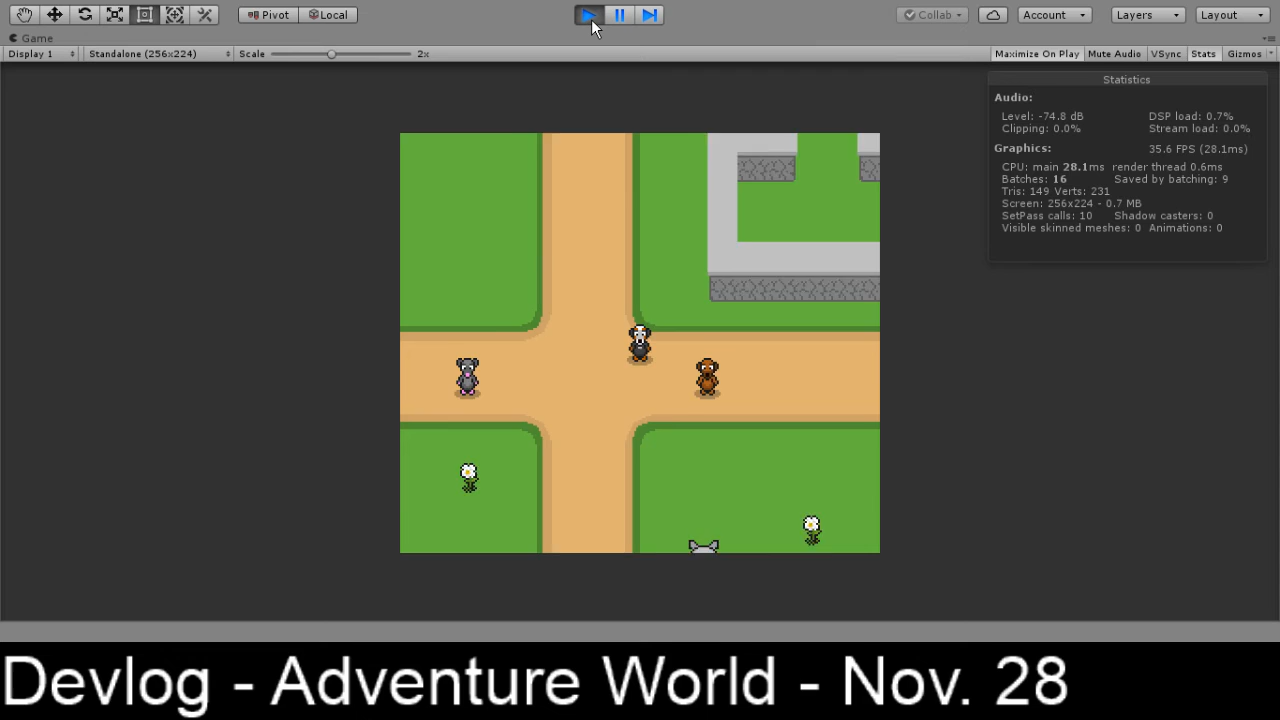 Pivot Local Collab Account Layers Layout
Game
Display 1 Standalone (256x224) Scale 2x Maximize On Play Mute Audio VSync Stats Gizmos
Statistics
Audio:
Level: -74.8 dB DSP load: 0.7%
Clipping: 0.0% Stream load: 0.0%
Graphics: 35.6 FPS (28.1ms)
CPU: main 28.1ms render thread 0.6ms
Batches: 16 Saved by batching: 9
Tris: 149 Verts: 231
Screen: 256x224 - 0.7 MB
SetPass calls: 10 Shadow casters: 0
Visible skinned meshes: 0 Animations: 0
Devlog - Adventure World - Nov. 28